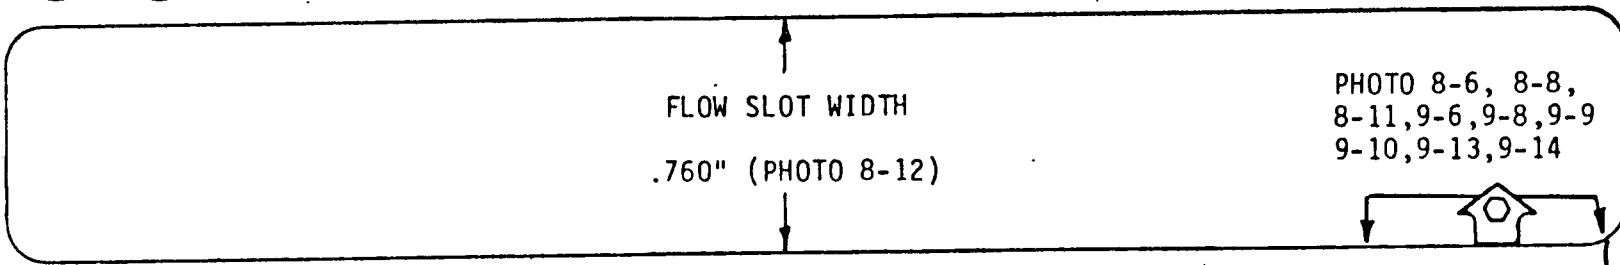 FLOW SLOT WIDTH
.760" (PHOTO 8-12)
PHOTO 8-6, 8-8,
8-11,9-6,9-8,9-9
9-10,9-13,9-14